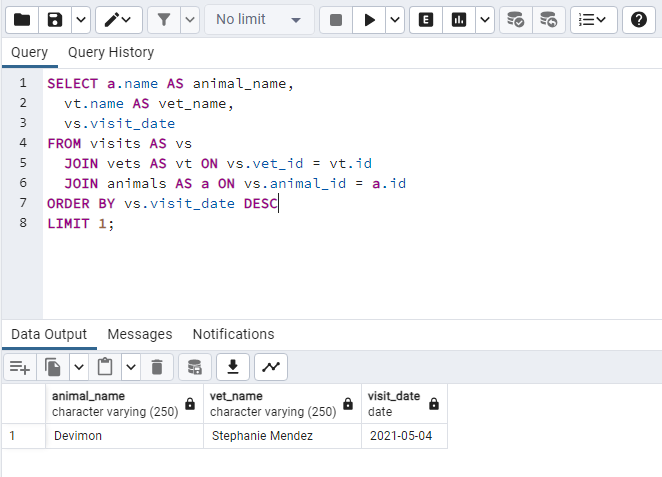 No limit
E
Query Query History
1 SELECT a.name AS animal_name,
2 vt.name AS vet_name,
3 vs.visit_date
4 FROM visits AS vs
5 JOIN vets AS vt ON vs.vet_id = vt.id
6 JOIN animals AS a ON vs.animal_id = a.id
7 ORDER BY vs.visit_date DESC
8 LIMIT 1;
Data Output Messages Notifications
animal_name vet_name visit_date
character varying (250) character varying (250) date
1 Devimon Stephanie Mendez 2021-05-04